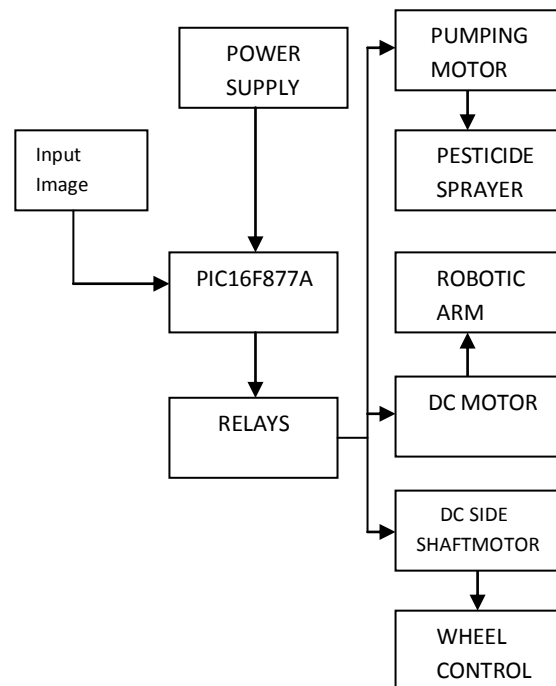 POWER
SUPPLY
PUMPING
MOTOR
Input
Image
PESTICIDE
SPRAYER
PIC16F877A
ROBOTIC
ARM
RELAYS
DC MOTOR
DC SIDE
SHAFTMOTOR
WHEEL
CONTROL